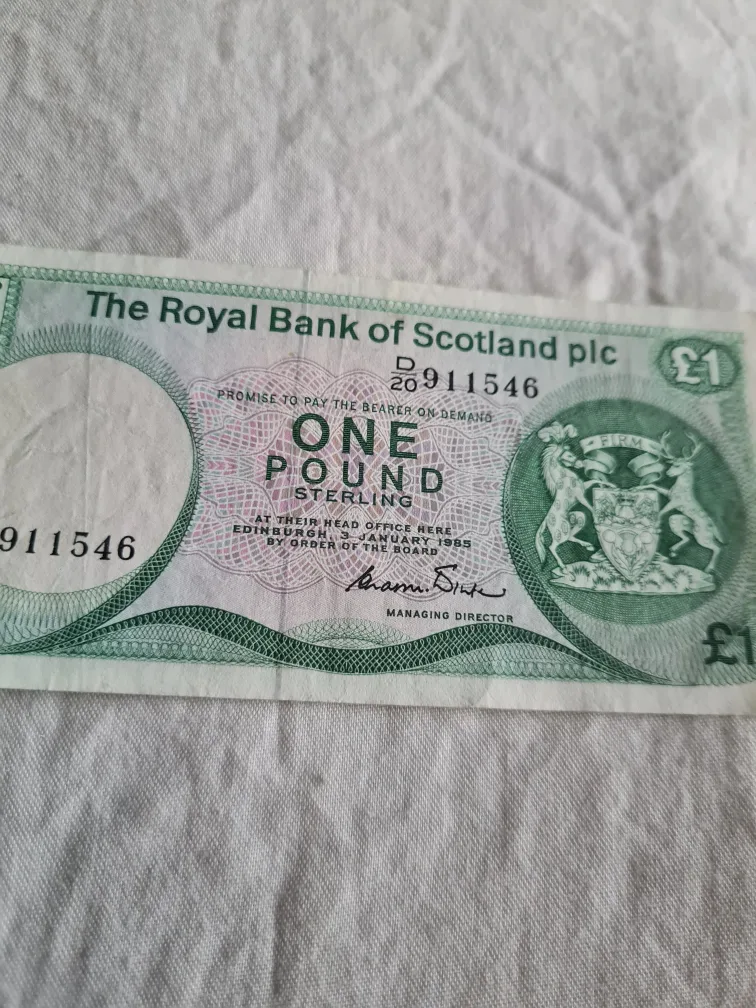 The Royal Bank of Scotland plc
£1
D/20 911546
PROMISE TO PAY THE BEARER ON DEMAND
ONE
POUND
STERLING
FIRM
AT THEIR HEAD OFFICE HERE
EDINBURGH, 3 JANUARY 1985
BY ORDER OF THE BOARD
911546
MANAGING DIRECTOR
£1